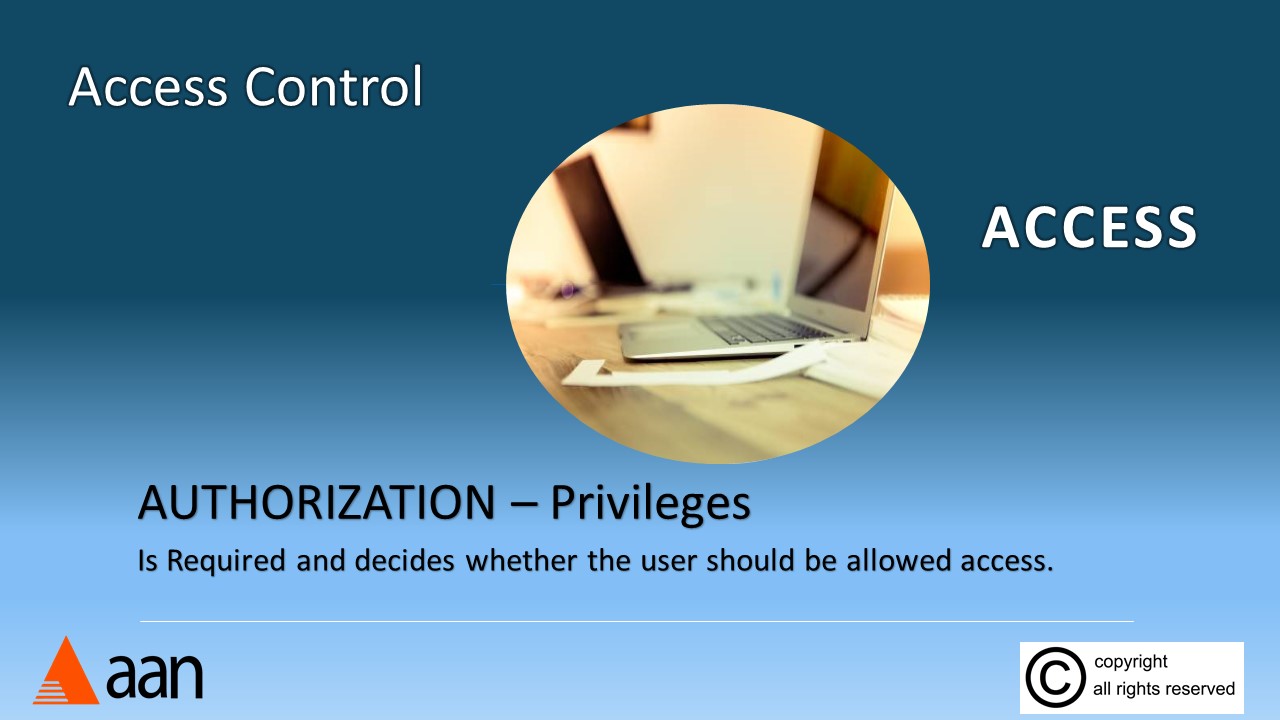 Access Control
ACCESS
AUTHORIZATION – Privileges
Is Required and decides whether the user should be allowed access.
aan
© copyright
all rights reserved